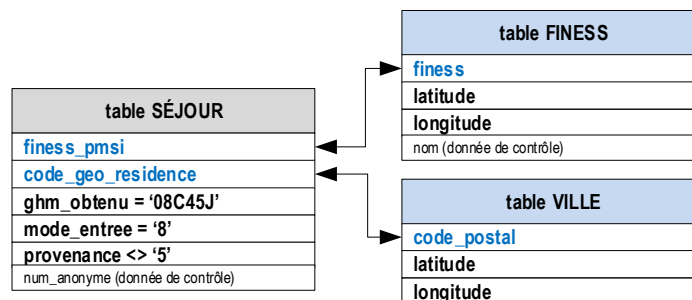 table SÉJOUR
finess_pmsi
code_geo_residence
ghm_obtenu = ‘08C45J’
mode_entree = ‘8’
provenance <> ‘5’
num_anonyme (donnée de contrôle)
table FINESS
finess
latitude
longitude
nom (donnée de contrôle)
table VILLE
code_postal
latitude
longitude